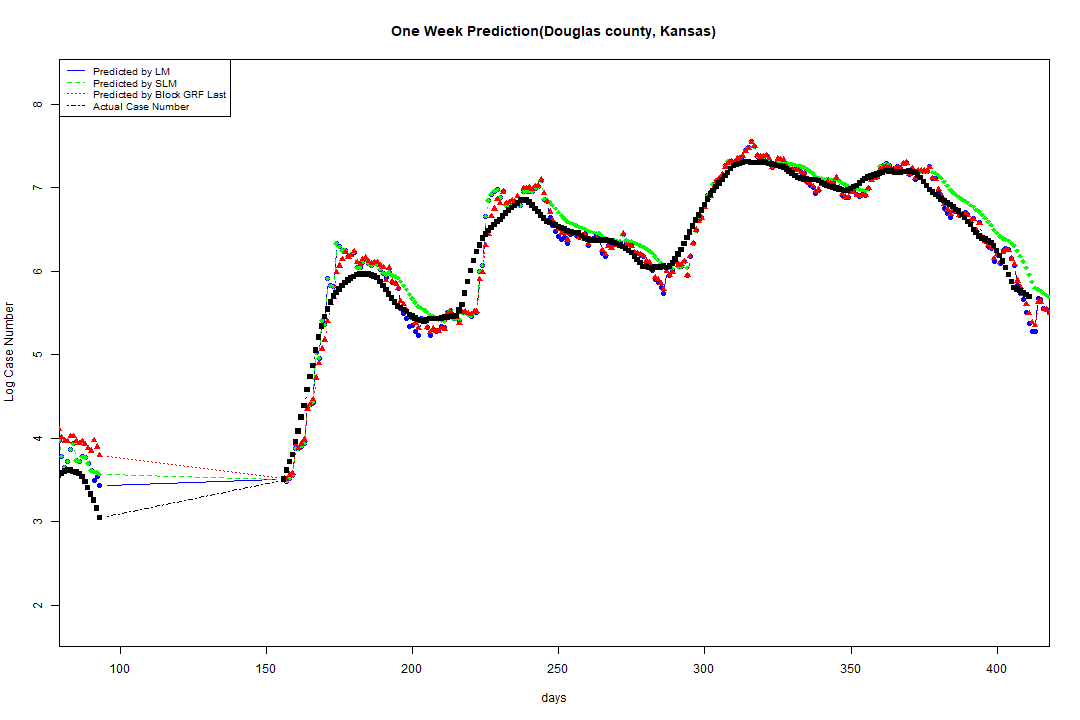 One Week Prediction(Douglas county, Kansas)
Predicted by LM
Predicted by SLM
Predicted by Block GRF Last
Actual Case Number
8
7
6
5
4
3
2
Log Case Number
100 150 200 250 300 350 400
days